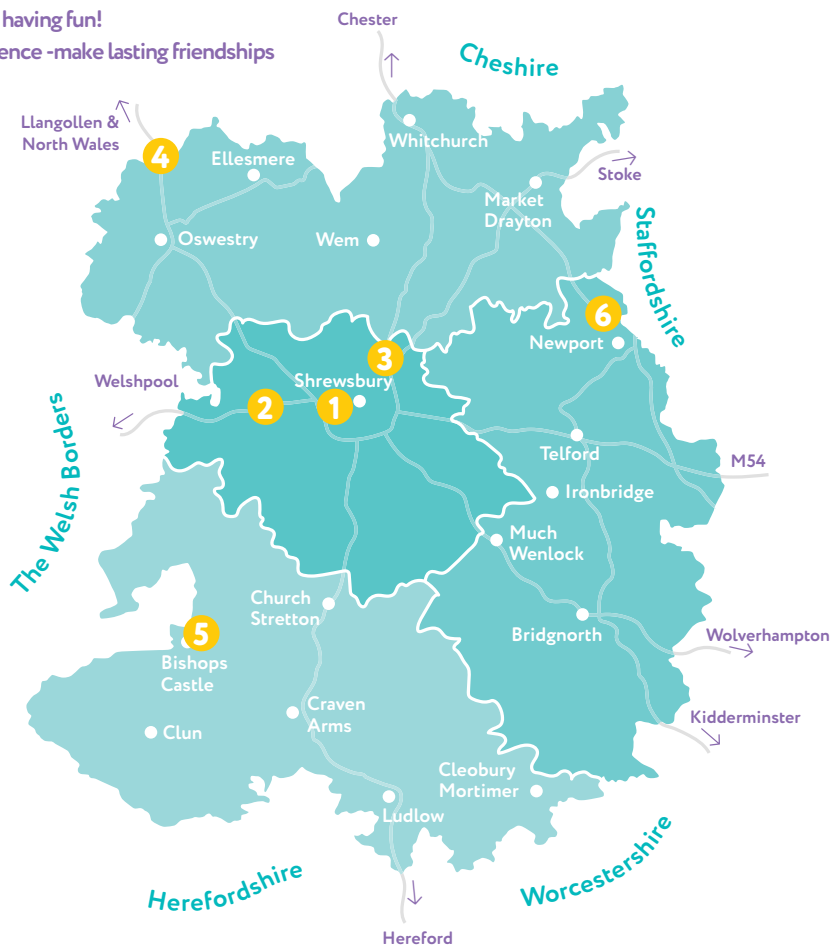 having fun!
ence -make lasting friendships
Chester
Cheshire
Llangollen &
North Wales
4
Ellesmere
Whitchurch
Stoke
Market
Drayton
Oswestry
Wem
Staffordshire
6
Newport
3
Welshpool
Shrewsbury
2
1
The Welsh Borders
Telford
M54
Ironbridge
Much
Wenlock
Church
Stretton
5
Bishops
Castle
Bridgnorth
Wolverhampton
Craven
Arms
Clun
Kidderminster
Cleobury
Mortimer
Ludlow
Herefordshire
Worcestershire
Hereford